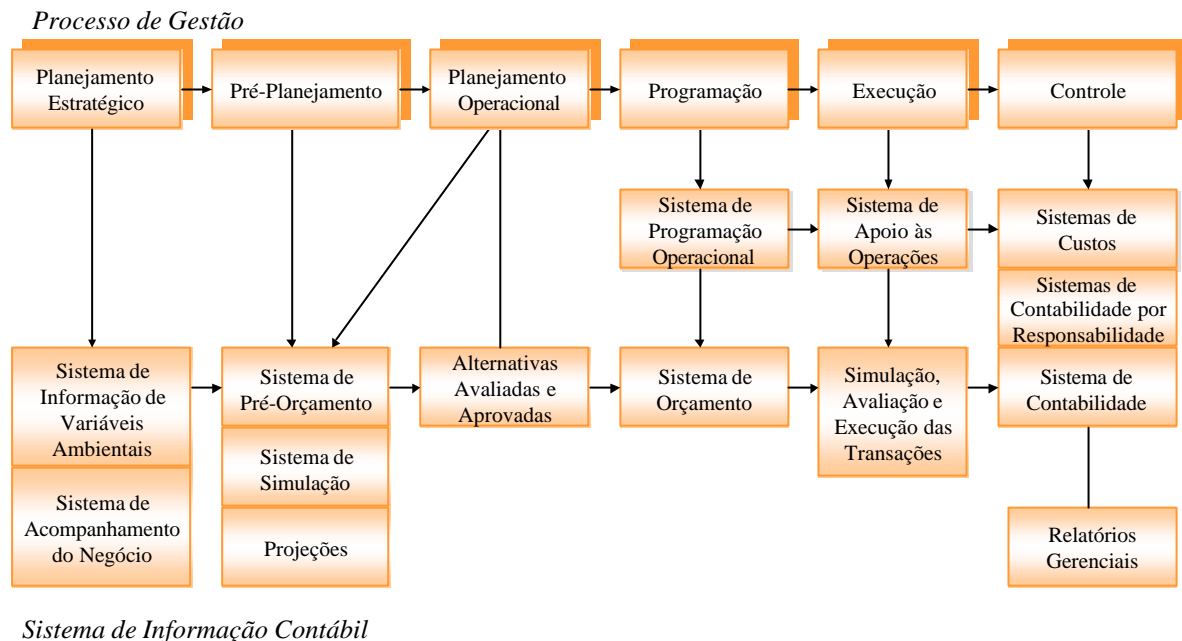 Processo de Gestão
Planejamento
Estratégico
Pré-Planejamento
Planejamento
Operacional
Programação
Execução
Controle
Sistema de
Programação
Operacional
Sistema de
Apoio às
Operações
Sistemas de
Custos
Sistemas de
Contabilidade por
Responsabilidade
Sistema de
Informação de
Variáveis
Ambientais
Sistema de
Pré-Orçamento
Alternativas
Avaliadas e
Aprovadas
Sistema de
Orçamento
Simulação,
Avaliação e
Execução das
Transações
Sistema de
Contabilidade
Sistema de
Acompanhamento
do Negócio
Sistema de
Simulação
Projeções
Relatórios
Gerenciais
Sistema de Informação Contábil